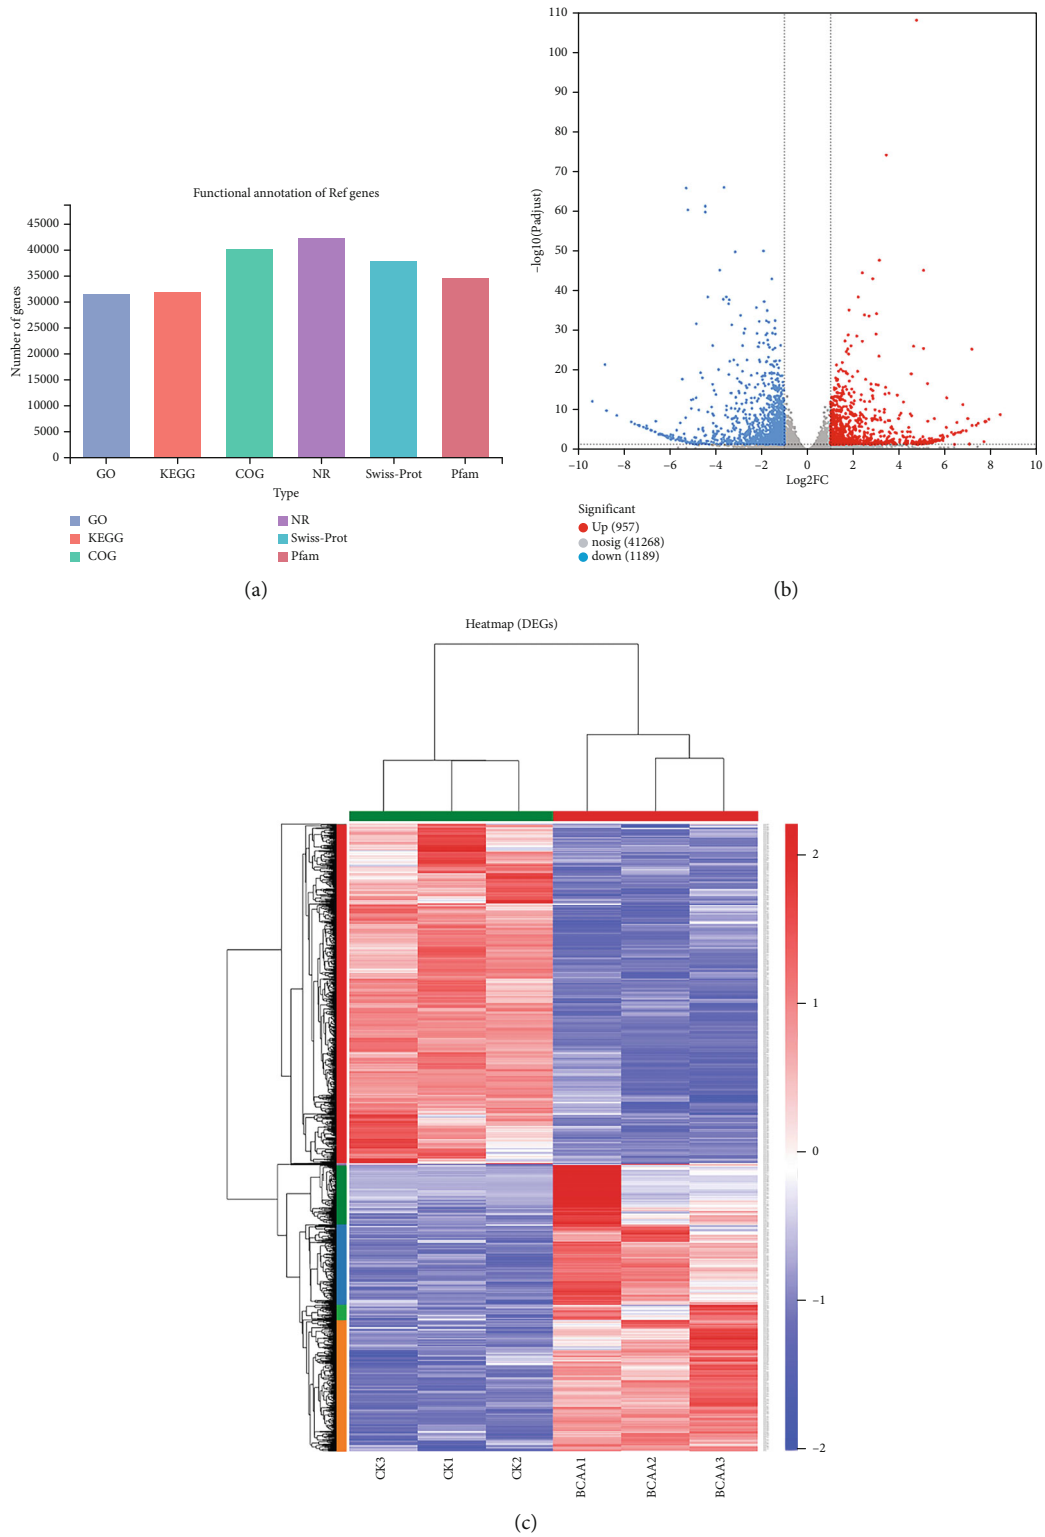 Functional annotation of Ref genes
Number of genes
45000
40000
35000
30000
25000
20000
15000
10000
5000
0
GO KEGG COG NR Swiss-Prot Pfam
Type
GO NR
KEGG Swiss-Prot
COG Pfam
(a)
–log10(Padjust)
110
100
90
80
70
60
50
40
30
20
10
0
–10 –8 –6 –4 –2 0 2 4 6 8 10
Log2FC
Significant
Up (957)
nosig (41268)
down (1189)
(b)
Heatmap (DEGs)
2
1
0
–1
–2
CK3 CK1 CK2 BCAA1 BCAA2 BCAA3
(c)